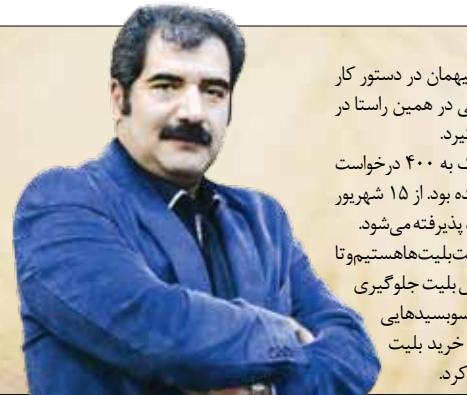 یهمان در دستور کار
ی در همین راستا در
یرد.
ک به ۴۰۰ درخواست
ده بود. از ۱۵ شهریور
پذیرفته می‌شود.
ت‌بلیت‌هاهستیم‌وتا
ش بلیت جلوگیری
سوبسیدهایی
خرید بلیت
کرد.